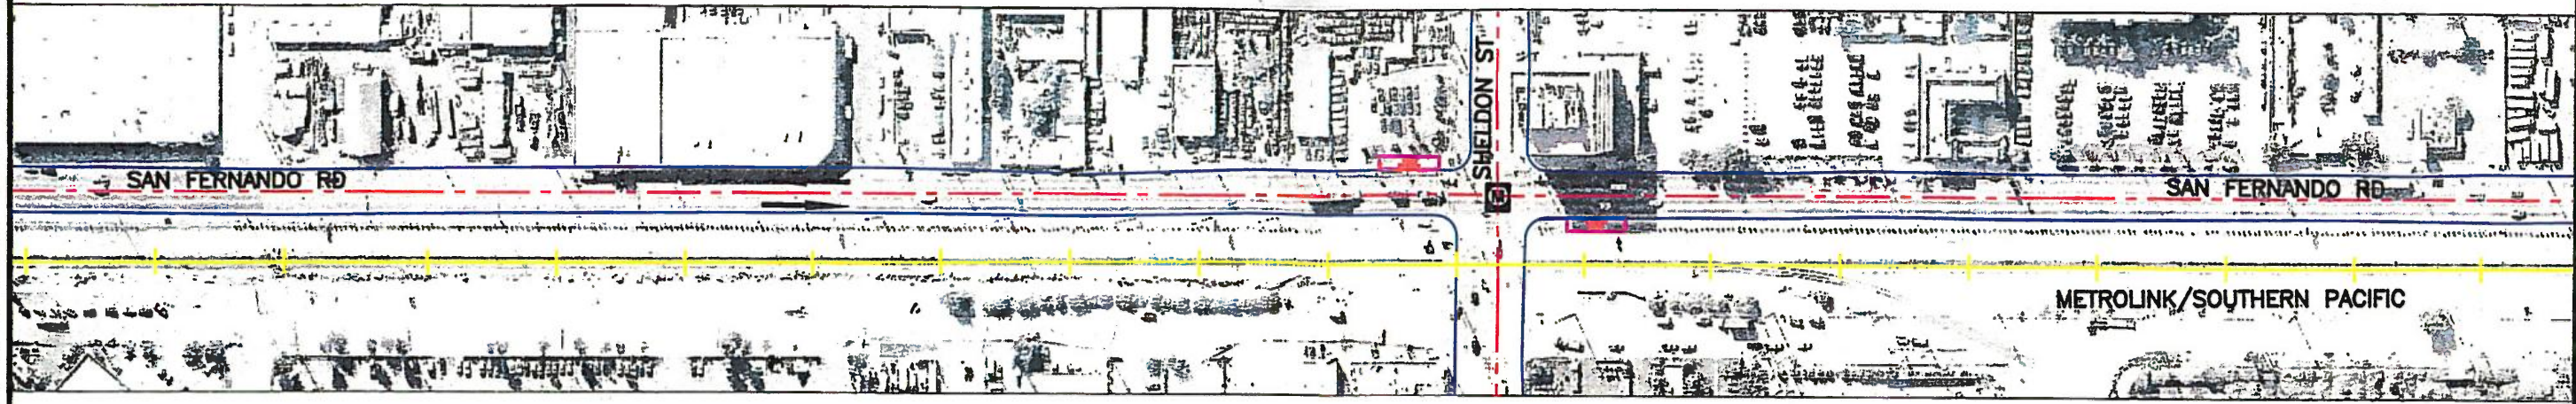 SHELDON ST
SAN FERNANDO RD
SAN FERNANDO RD
METROLINK/SOUTHERN PACIFIC